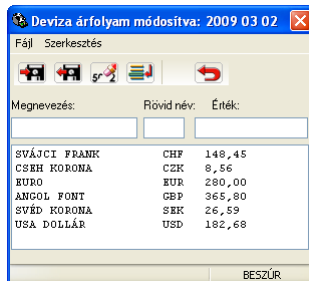 Deviza árfolyam módosítva: 2009 03 02
Fájl Szerkesztés
Megnevezés: Rövid név: Érték:
SVÁJCI FRANK CHF 148,45
CSEH KORONA CZK 8,56
EURO EUR 280,00
ANGOL FONT GBP 365,80
SVÉD KORONA SEK 26,59
USA DOLLÁR USD 182,68
BESZÚR